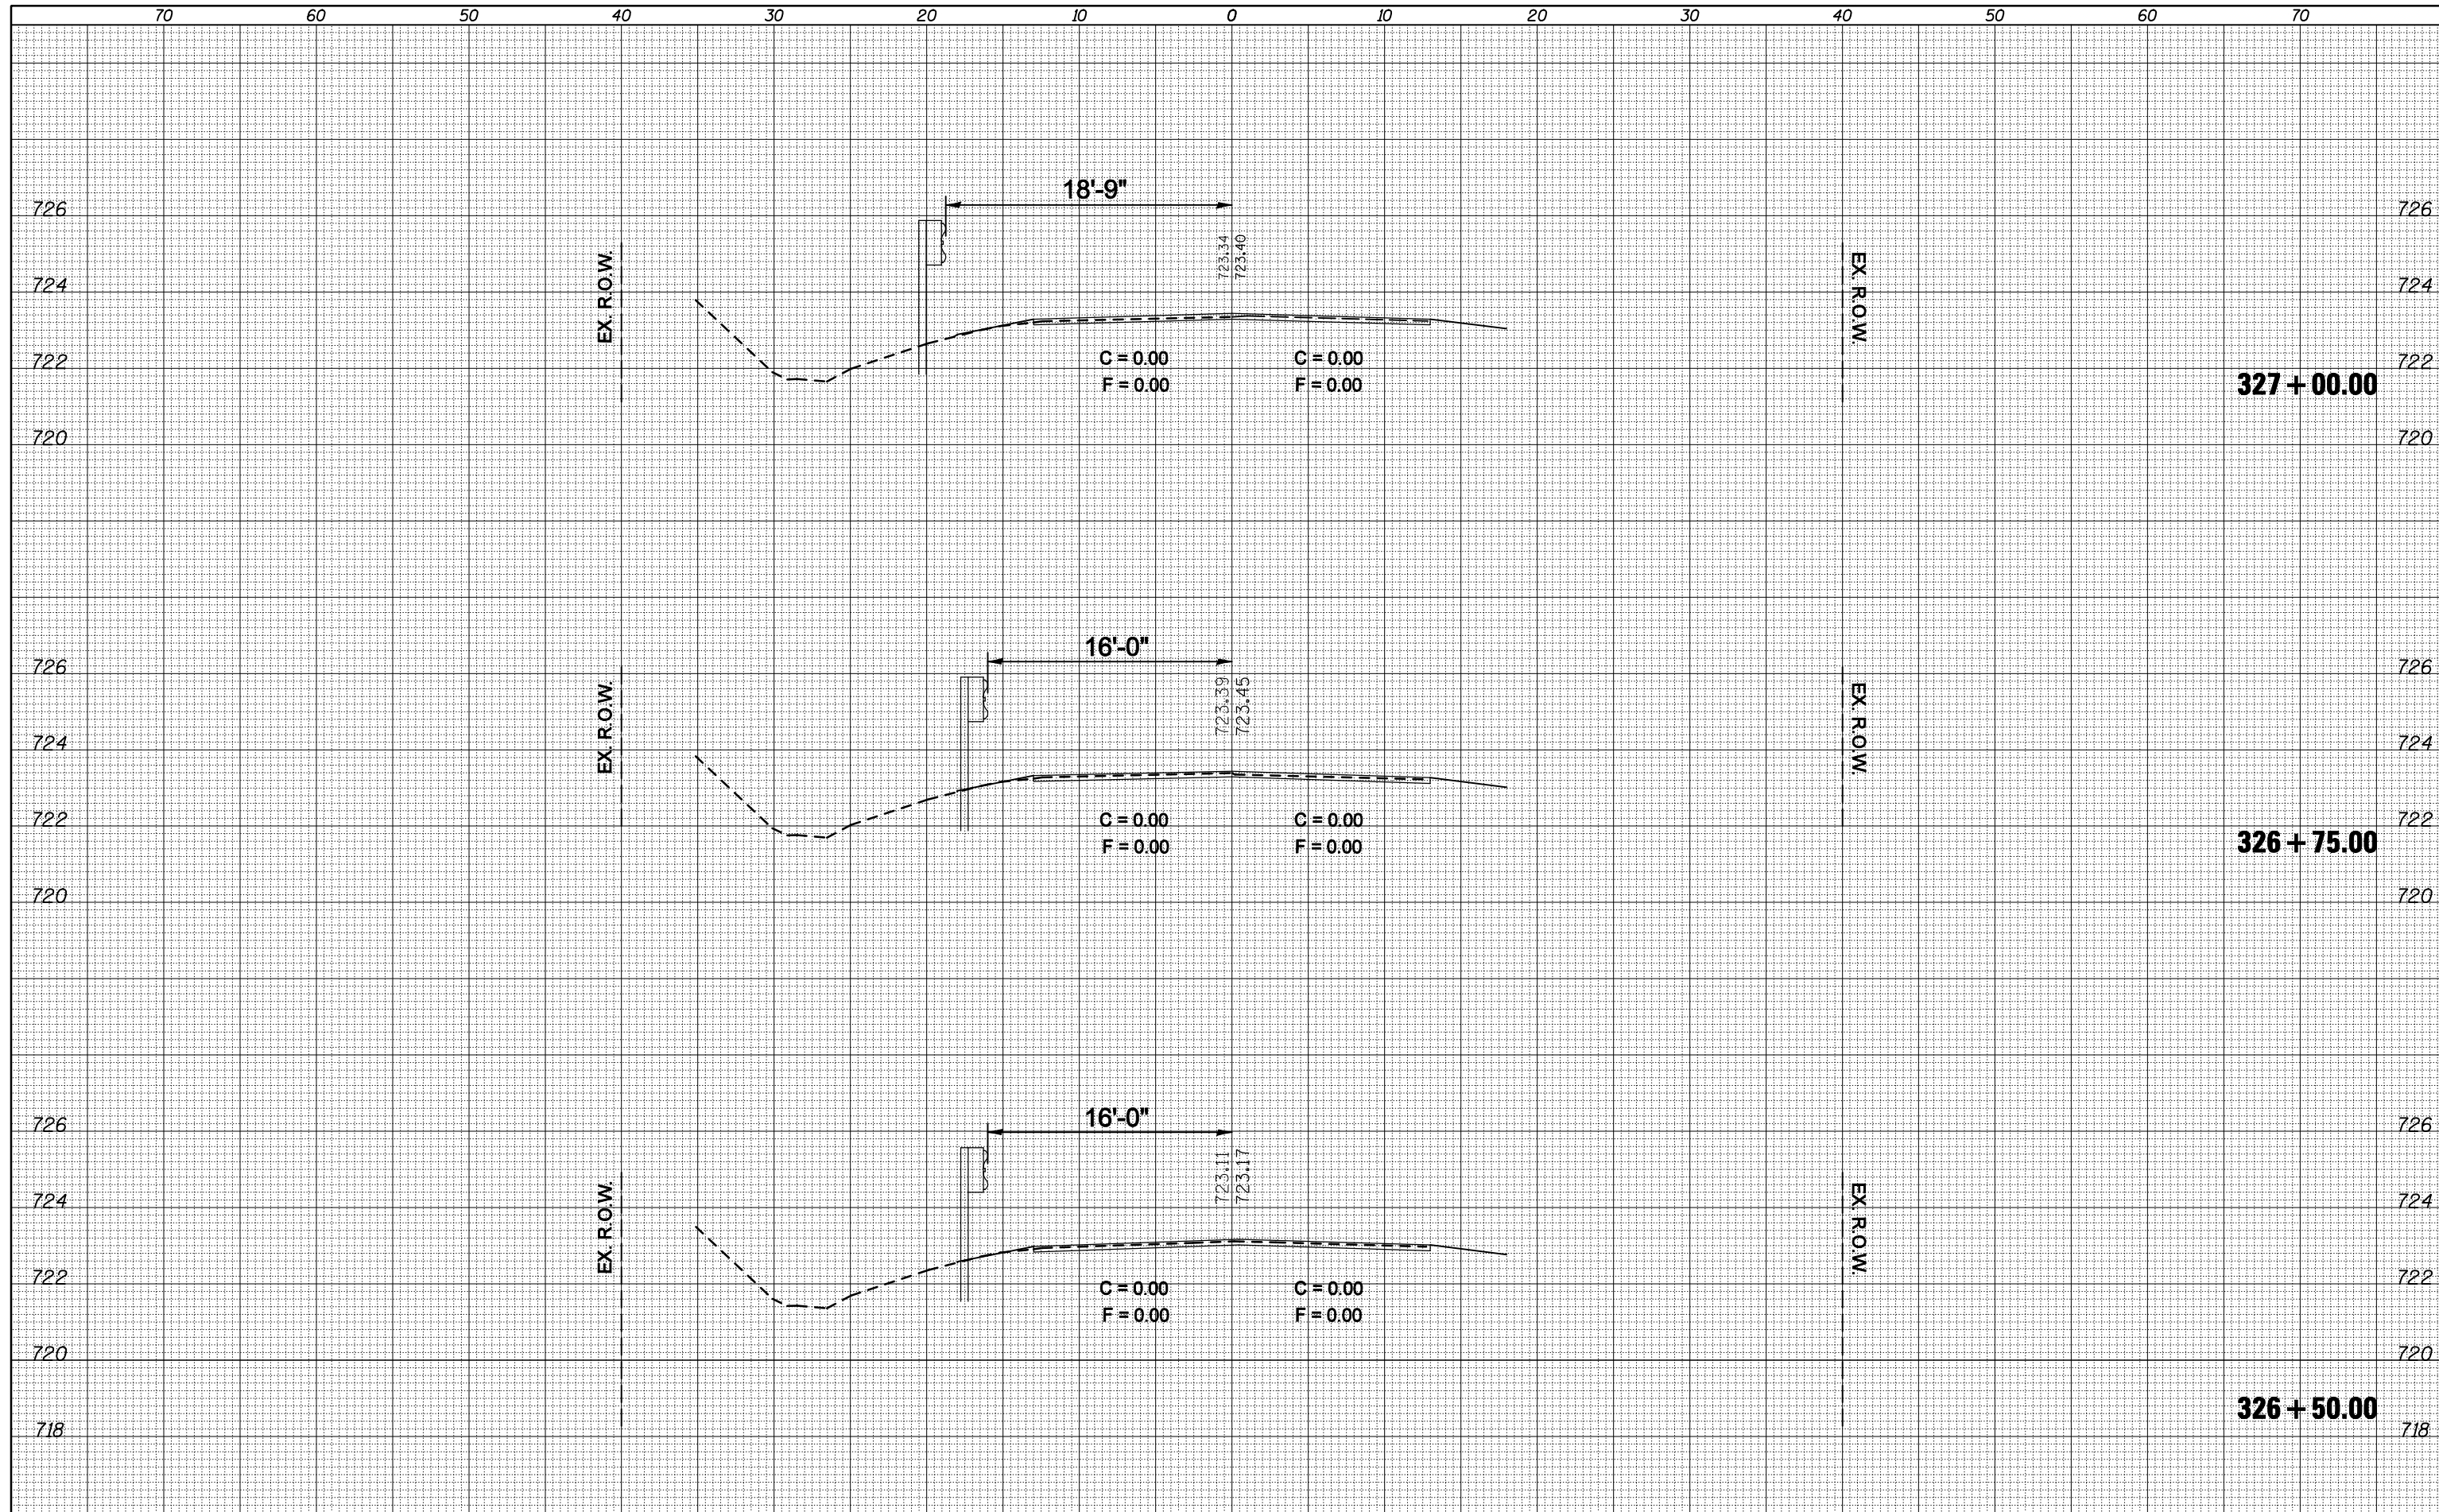 70 60 50 40 30 20 10 0 10 20 30 40 50 60 70
18'-9"
726 726
723.34
723.40
EX. R.O.W.
EX. R.O.W.
724 724
722 C = 0.00 C = 0.00 722
F = 0.00 F = 0.00
327 + 00.00
720 720
16'-0"
726 726
723.39
723.45
EX. R.O.W.
EX. R.O.W.
724 724
722 C = 0.00 C = 0.00 722
F = 0.00 F = 0.00
326 + 75.00
720 720
16'-0"
726 726
723.11
723.17
724 724
EX. R.O.W.
EX. R.O.W.
722 722
C = 0.00 C = 0.00
F = 0.00 F = 0.00
720 720
326 + 50.00
718 718